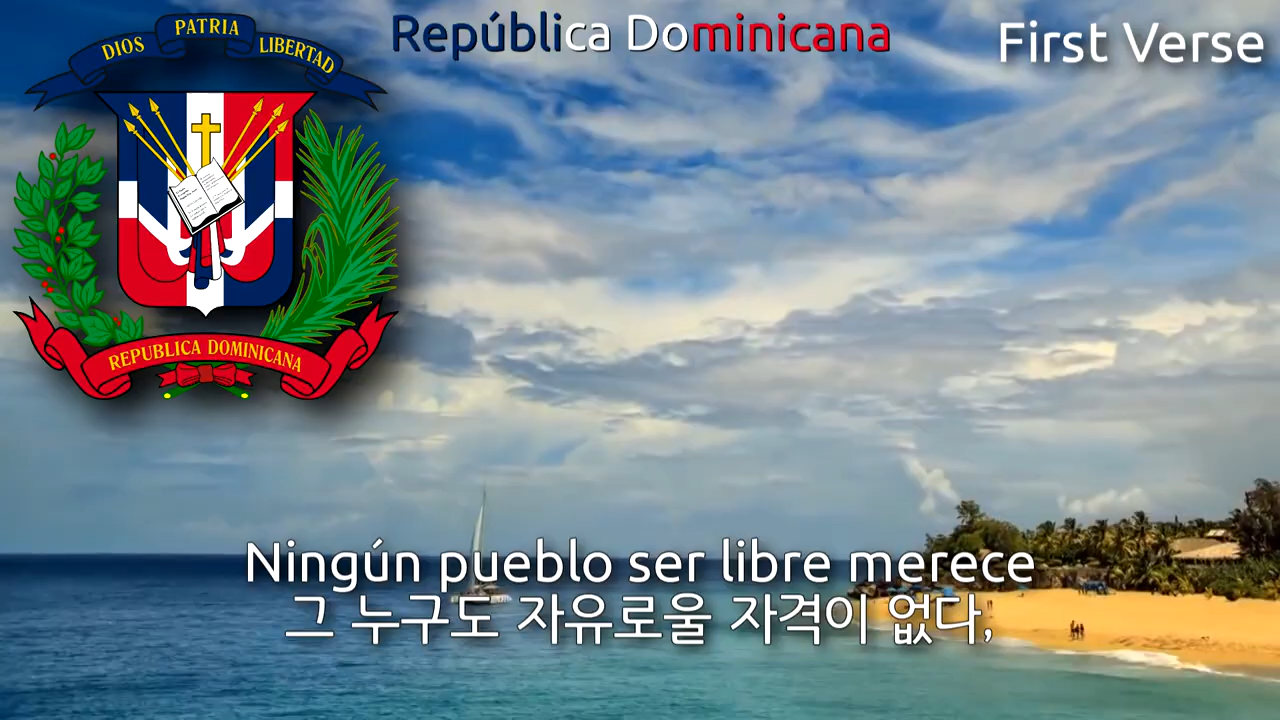 DIOS PATRIA LIBERTAD
República Dominicana
First Verse
REPUBLICA DOMINICANA
Ningún pueblo ser libre merece
그 누구도 자유로울 자격이 없다,